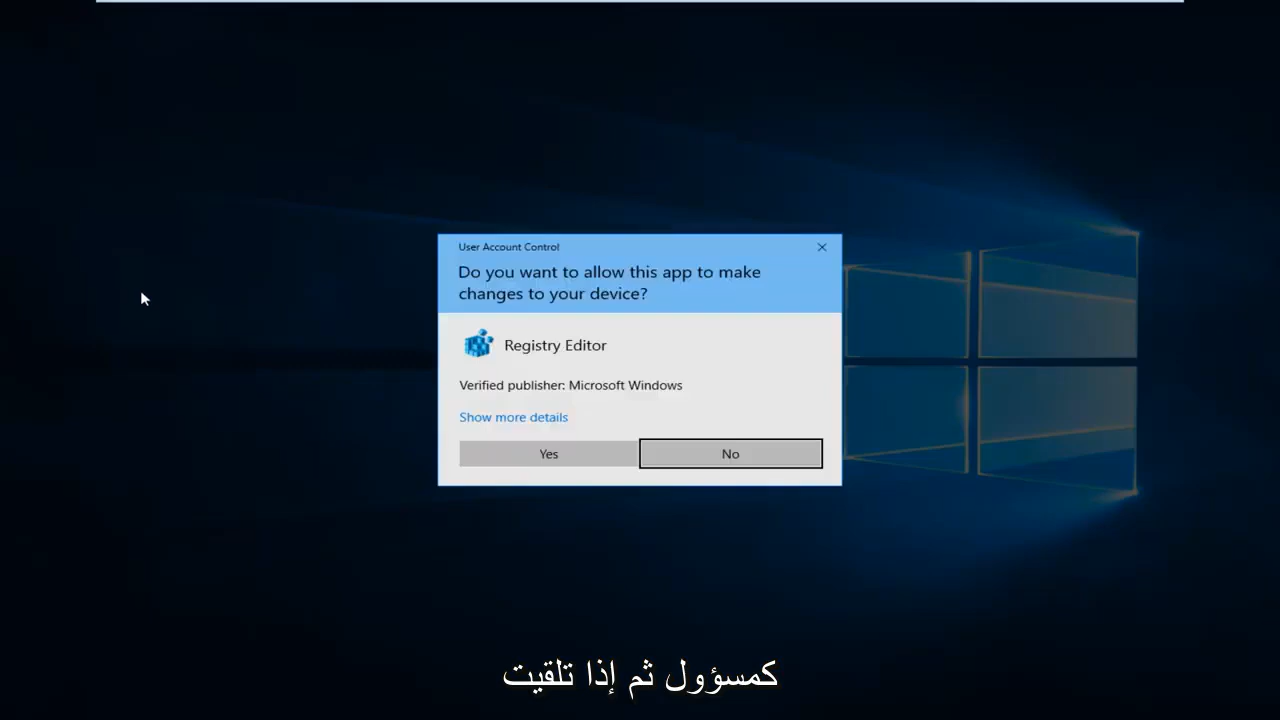 User Account Control
Do you want to allow this app to make
changes to your device?
Registry Editor
Verified publisher: Microsoft Windows
Show more details
Yes
No
كمسؤول ثم إذا تلقيت